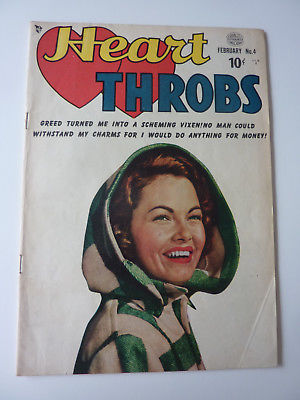 Heart
THROBS
FEBRUARY No.4
10¢
GREED TURNED ME INTO A SCHEMING VIXEN!NO MAN COULD
WITHSTAND MY CHARMS FOR I WOULD DO ANYTHING FOR MONEY!